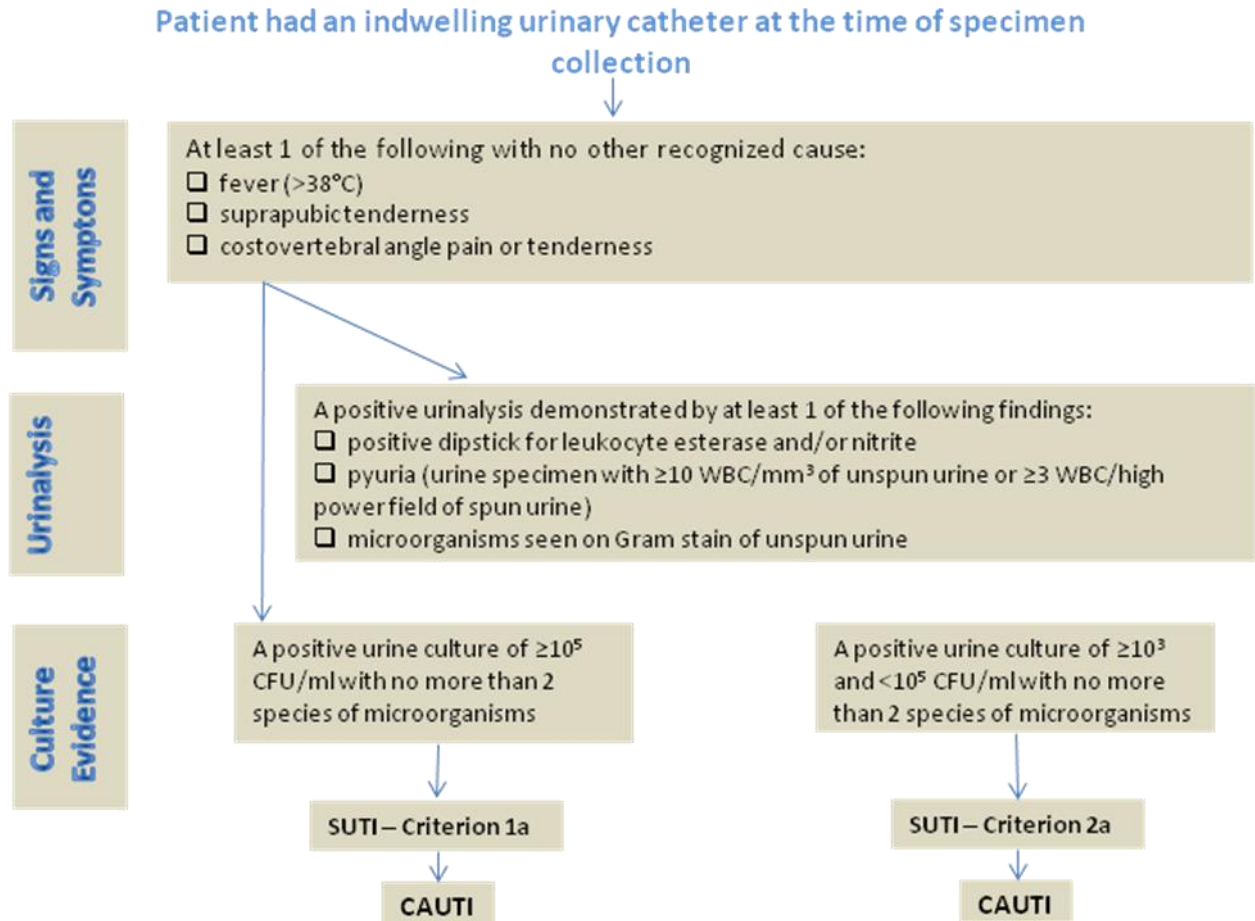 Patient had an indwelling urinary catheter at the time of specimen
collection
Signs and
Symptons
At least 1 of the following with no other recognized cause:
❑ fever (>38°C)
❑ suprapubic tenderness
❑ costovertebral angle pain or tenderness
Urinalysis
A positive urinalysis demonstrated by at least 1 of the following findings:
❑ positive dipstick for leukocyte esterase and/or nitrite
❑ pyuria (urine specimen with ≥10 WBC/mm³ of unspun urine or ≥3 WBC/high
power field of spun urine)
❑ microorganisms seen on Gram stain of unspun urine
Culture
Evidence
A positive urine culture of ≥10⁵
CFU/ml with no more than 2
species of microorganisms
A positive urine culture of ≥10³
and <10⁵ CFU/ml with no more
than 2 species of microorganisms
SUTI – Criterion 1a
SUTI – Criterion 2a
CAUTI
CAUTI